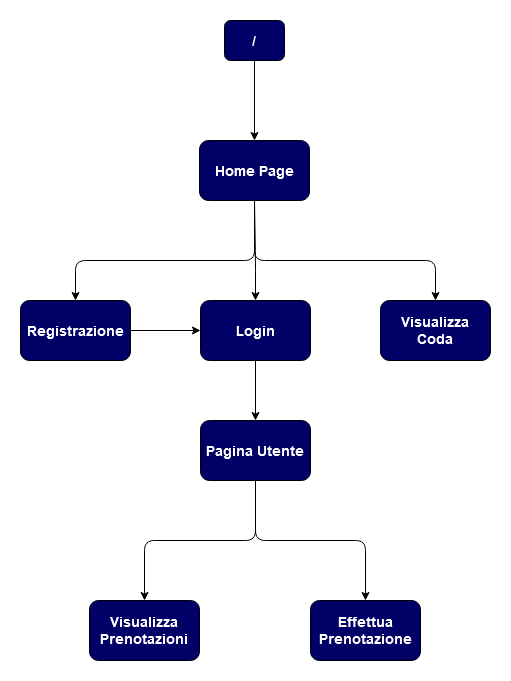 /
Home Page
Registrazione
Login
Visualizza
Coda
Pagina Utente
Visualizza
Prenotazioni
Effettua
Prenotazione